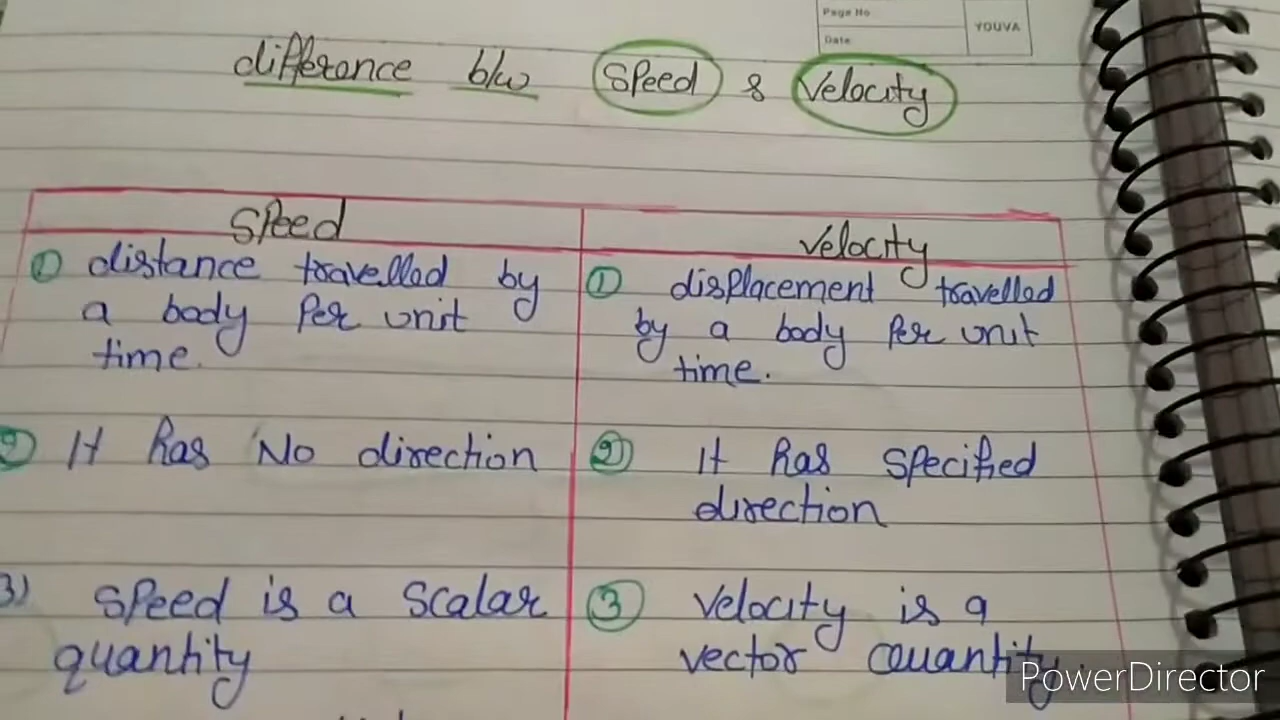 Page No
Date
YOUVA
difference b/w Speed & Velocity
Speed
Velocity
① distance travelled by
a body Per unit
time.
① displacement travelled
by a body Per unit
time.
② It has No direction
② It has specified
direction
3) Speed is a scalar
quantity
③ Velocity is a
vector quantity.
PowerDirector